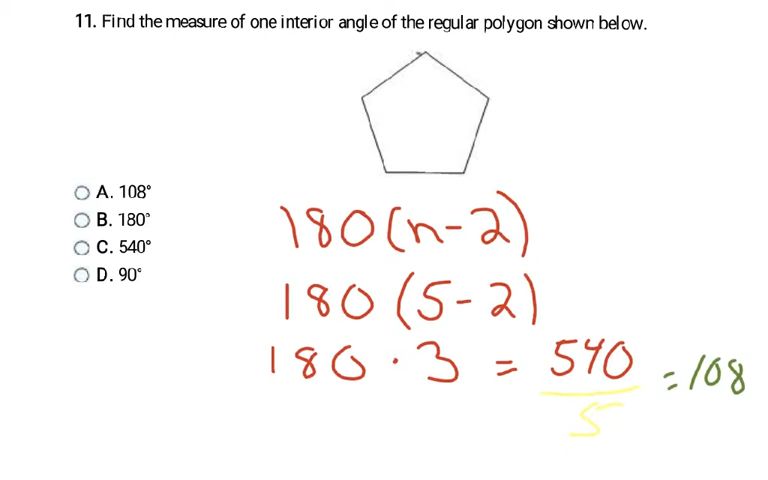 11. Find the measure of one interior angle of the regular polygon shown below.
A. 108°
B. 180°
C. 540°
D. 90°
180(n-2)
180(5-2)
180 · 3 = 540 = 108
5